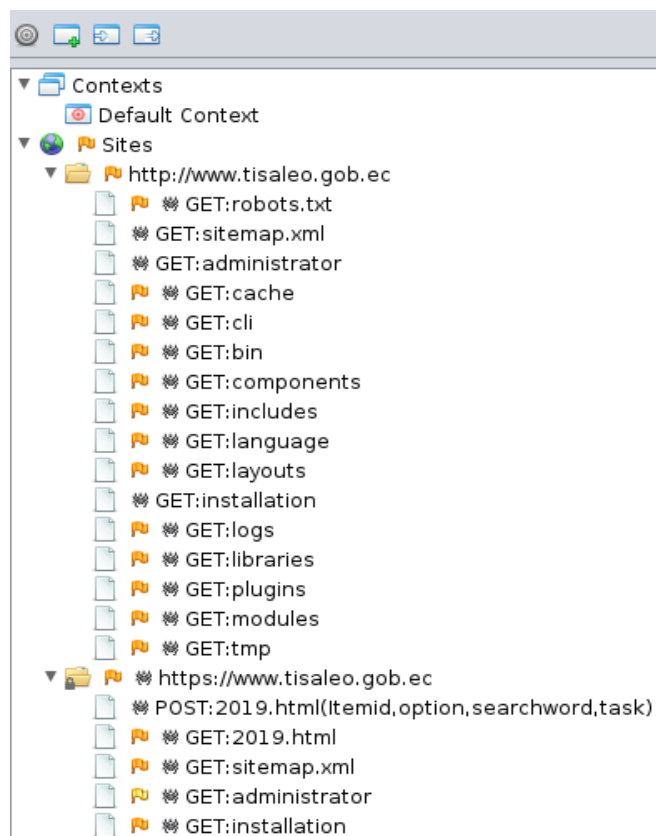 Contexts
Default Context
Sites
http://www.tisaleo.gob.ec
GET:robots.txt
GET:sitemap.xml
GET:administrator
GET:cache
GET:cli
GET:bin
GET:components
GET:includes
GET:language
GET:layouts
GET:installation
GET:logs
GET:libraries
GET:plugins
GET:modules
GET:tmp
https://www.tisaleo.gob.ec
POST:2019.html(Itemid,option,searchword,task)
GET:2019.html
GET:sitemap.xml
GET:administrator
GET:installation